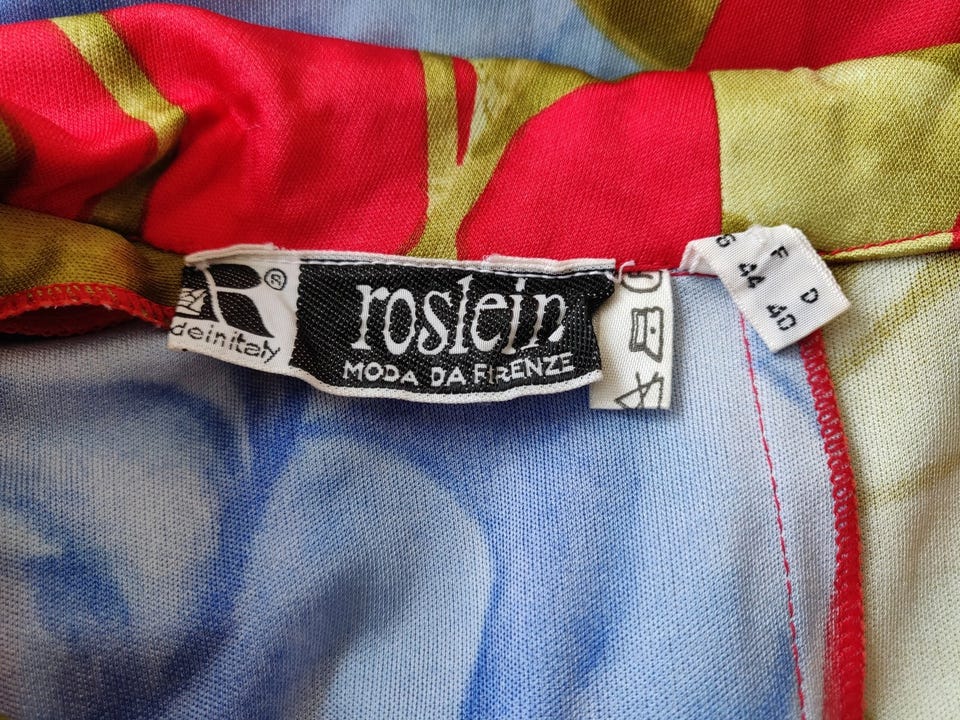 R ®
deinitaly
roslein
MODA DA FIRENZE
F D
44 40